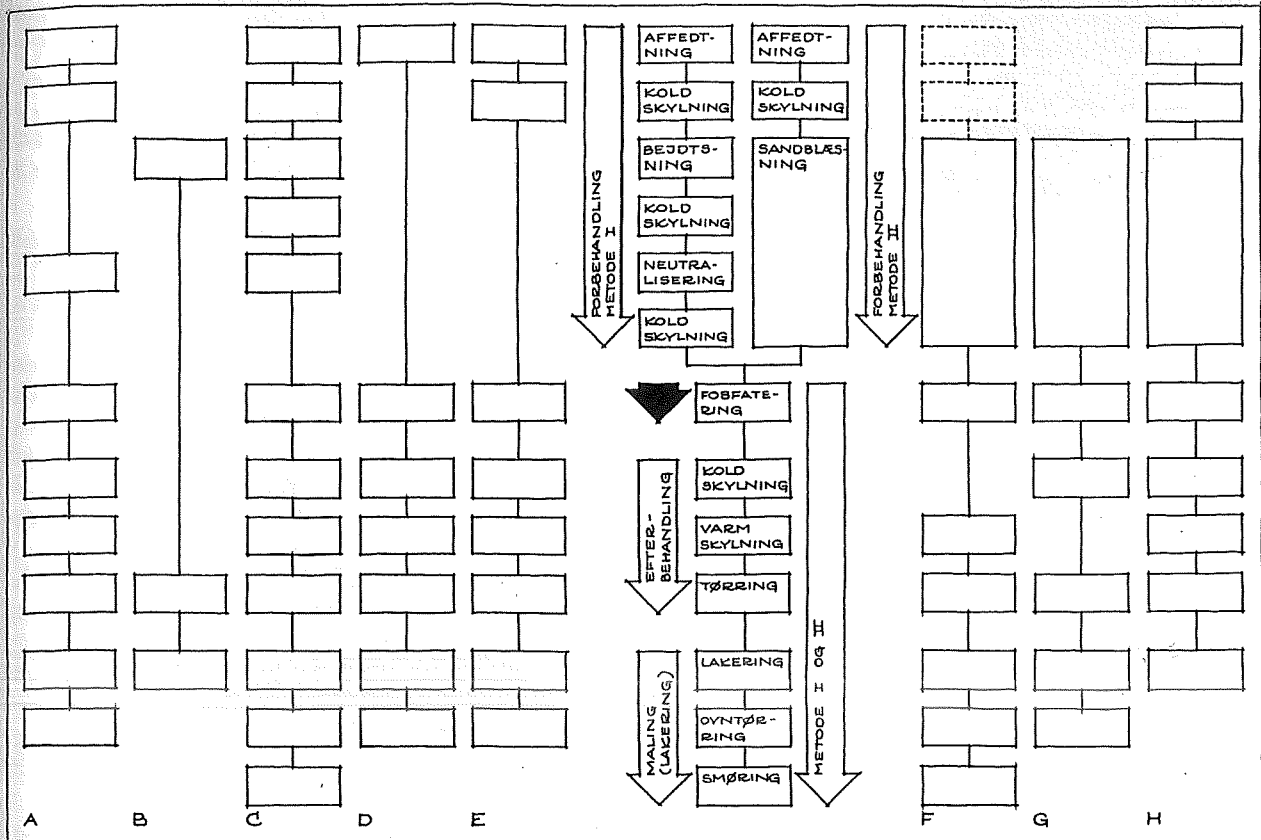 AFFEDT-
NING
KOLD
SKYLNING
BEJDTS-
NING
KOLD
SKYLNING
NEUTRA-
LISERING
KOLD
SKYLNING
AFFEDT-
NING
KOLD
SKYLNING
SANDBLÆS-
NING
FORBEHANDLING
METODE I
FORBEHANDLING
METODE II
FOSFATE-
RING
KOLD
SKYLNING
VARM
SKYLNING
TØRRING
LAKERING
OVNTØR-
RING
SMØRING
EFTER-
BEHANDLING
MALING
(LAKERING)
METODE I OG II
A
B
C
D
E
F
G
H